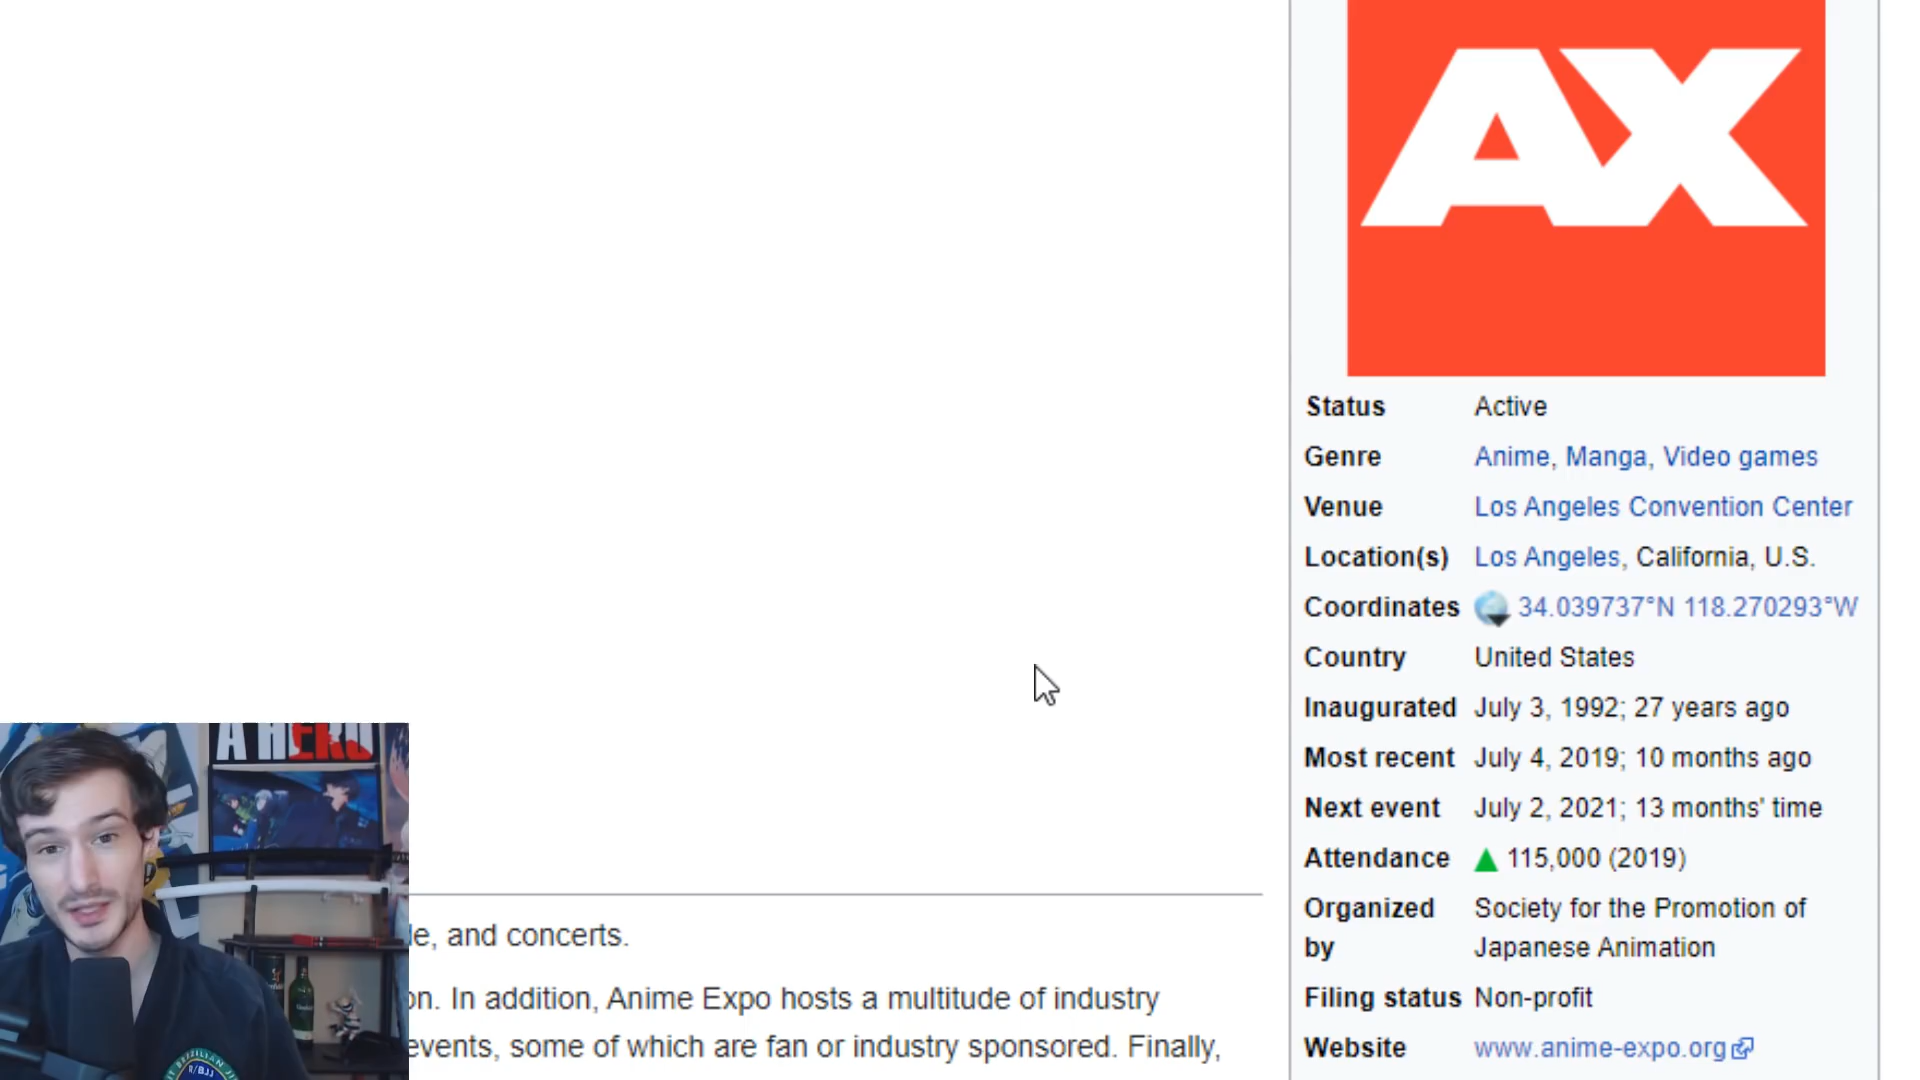 AX
Status Active
Genre Anime, Manga, Video games
Venue Los Angeles Convention Center
Location(s) Los Angeles, California, U.S.
Coordinates 34.039737°N 118.270293°W
Country United States
Inaugurated July 3, 1992; 27 years ago
Most recent July 4, 2019; 10 months ago
Next event July 2, 2021; 13 months' time
Attendance ▲ 115,000 (2019)
Organized Society for the Promotion of
by Japanese Animation
Filing status Non-profit
Website www.anime-expo.org
A HERO
le, and concerts.
on. In addition, Anime Expo hosts a multitude of industry
events, some of which are fan or industry sponsored. Finally,
R/BJJ